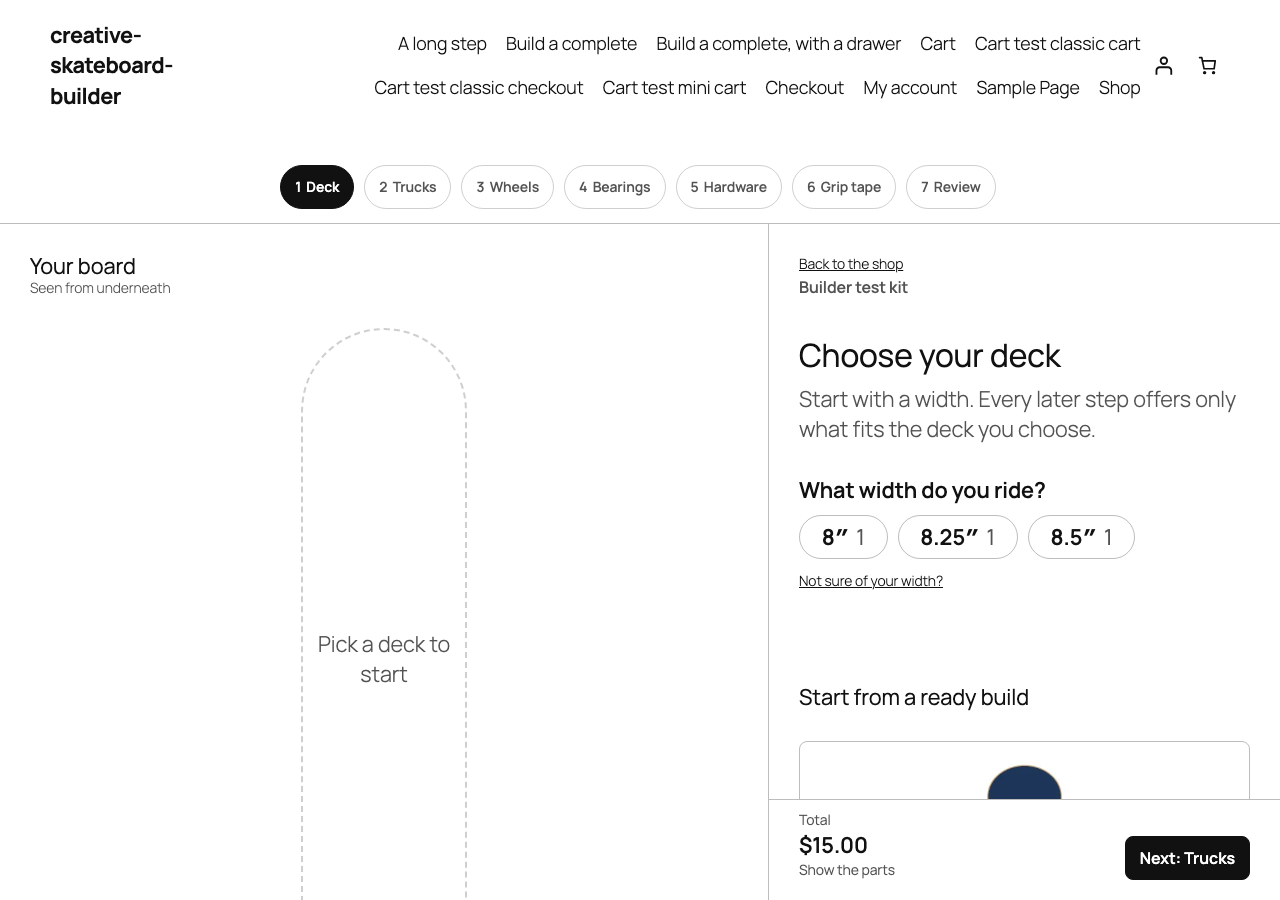 creative-
skateboard-
builder
A long step Build a complete Build a complete, with a drawer Cart Cart test classic cart
Cart test classic checkout Cart test mini cart Checkout My account Sample Page Shop
1 Deck 2 Trucks 3 Wheels 4 Bearings 5 Hardware 6 Grip tape 7 Review
Your board
Seen from underneath
Pick a deck to
start
Back to the shop
Builder test kit
Choose your deck
Start with a width. Every later step offers only
what fits the deck you choose.
What width do you ride?
8″ 1 8.25″ 1 8.5″ 1
Not sure of your width?
Start from a ready build
Total
$15.00
Show the parts
Next: Trucks